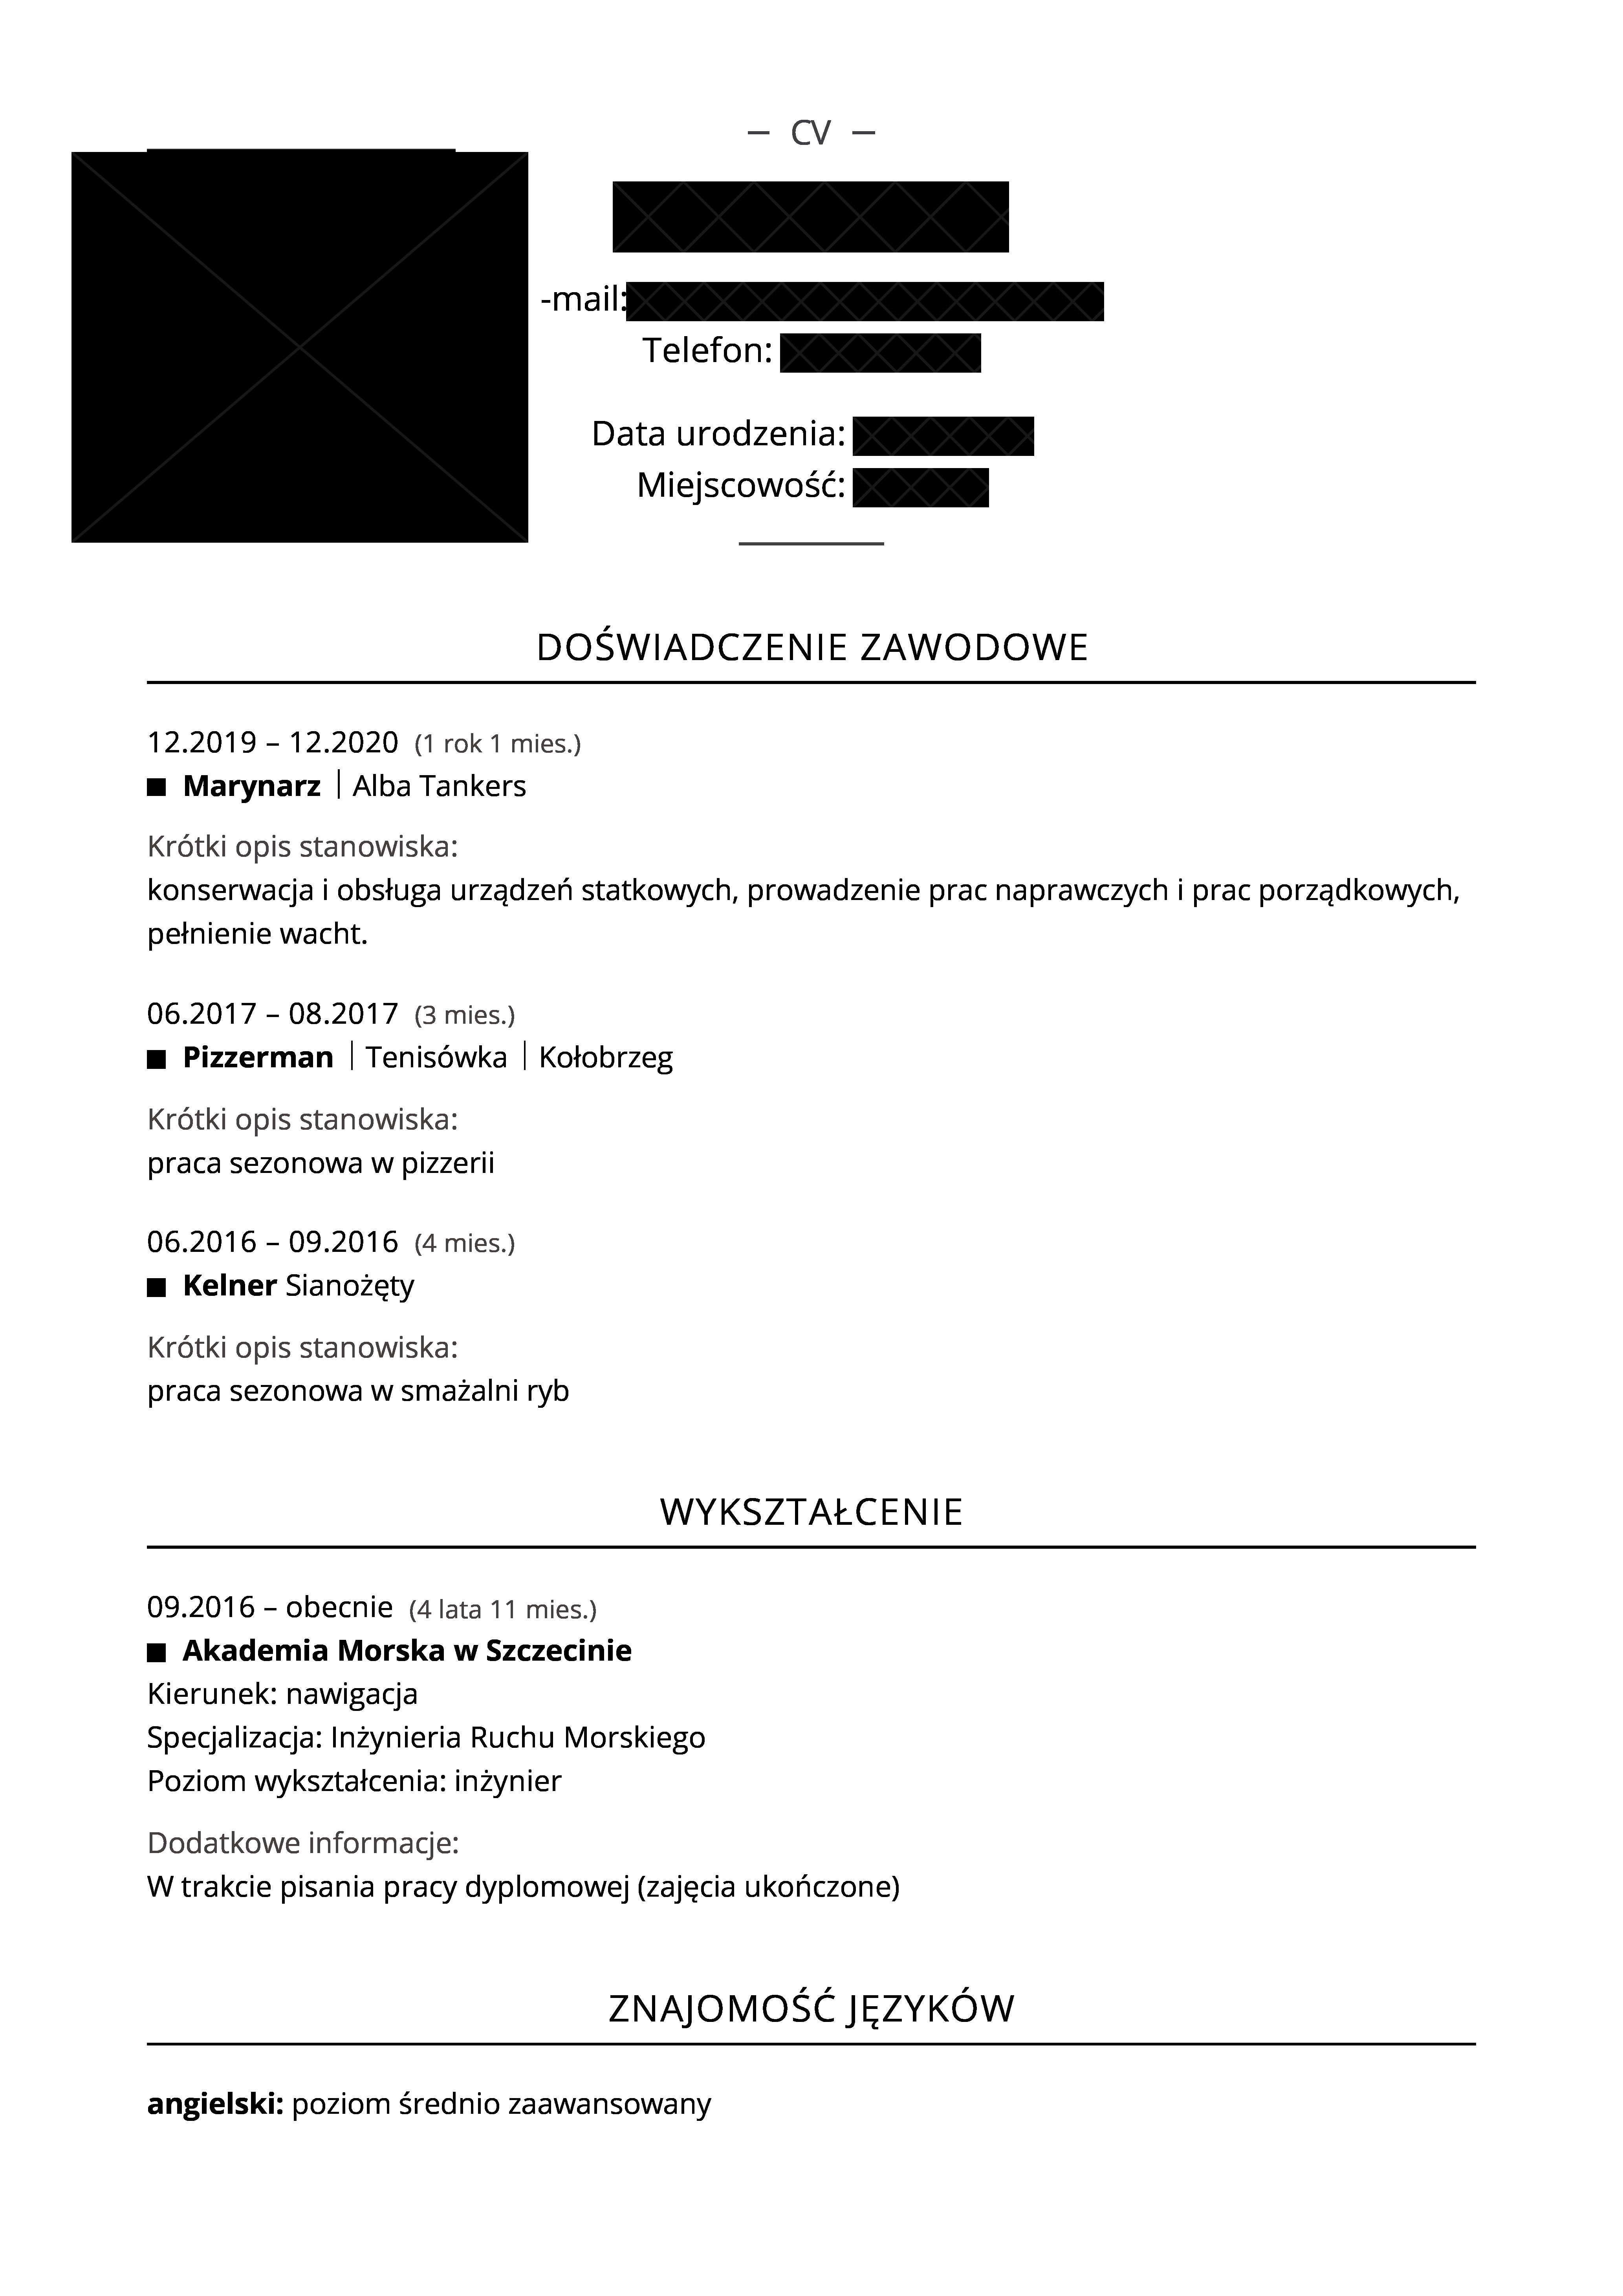 – CV –
-mail:
Telefon:
Data urodzenia:
Miejscowość:
DOŚWIADCZENIE ZAWODOWE
12.2019 – 12.2020 (1 rok 1 mies.)
■ Marynarz | Alba Tankers
Krótki opis stanowiska:
konserwacja i obsługa urządzeń statkowych, prowadzenie prac naprawczych i prac porządkowych,
pełnienie wacht.
06.2017 – 08.2017 (3 mies.)
■ Pizzerman | Tenisówka | Kołobrzeg
Krótki opis stanowiska:
praca sezonowa w pizzerii
06.2016 – 09.2016 (4 mies.)
■ Kelner Sianożęty
Krótki opis stanowiska:
praca sezonowa w smażalni ryb
WYKSZTAŁCENIE
09.2016 – obecnie (4 lata 11 mies.)
■ Akademia Morska w Szczecinie
Kierunek: nawigacja
Specjalizacja: Inżynieria Ruchu Morskiego
Poziom wykształcenia: inżynier
Dodatkowe informacje:
W trakcie pisania pracy dyplomowej (zajęcia ukończone)
ZNAJOMOŚĆ JĘZYKÓW
angielski: poziom średnio zaawansowany